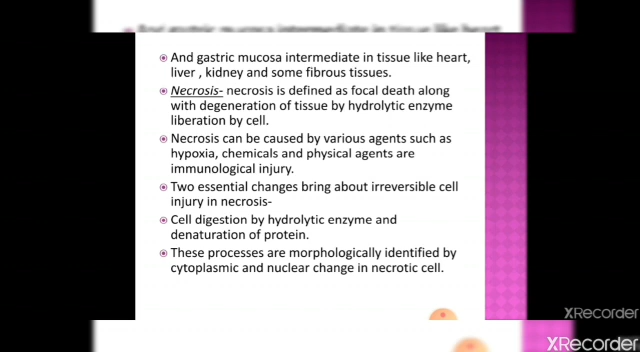 And gastric mucosa intermediate in tissue like heart,
liver , kidney and some fibrous tissues.
Necrosis- necrosis is defined as focal death along
with degeneration of tissue by hydrolytic enzyme
liberation by cell.
Necrosis can be caused by various agents such as
hypoxia, chemicals and physical agents are
immunological injury.
Two essential changes bring about irreversible cell
injury in necrosis-
Cell digestion by hydrolytic enzyme and
denaturation of protein.
These processes are morphologically identified by
cytoplasmic and nuclear change in necrotic cell.
XRecorder
XRecorder